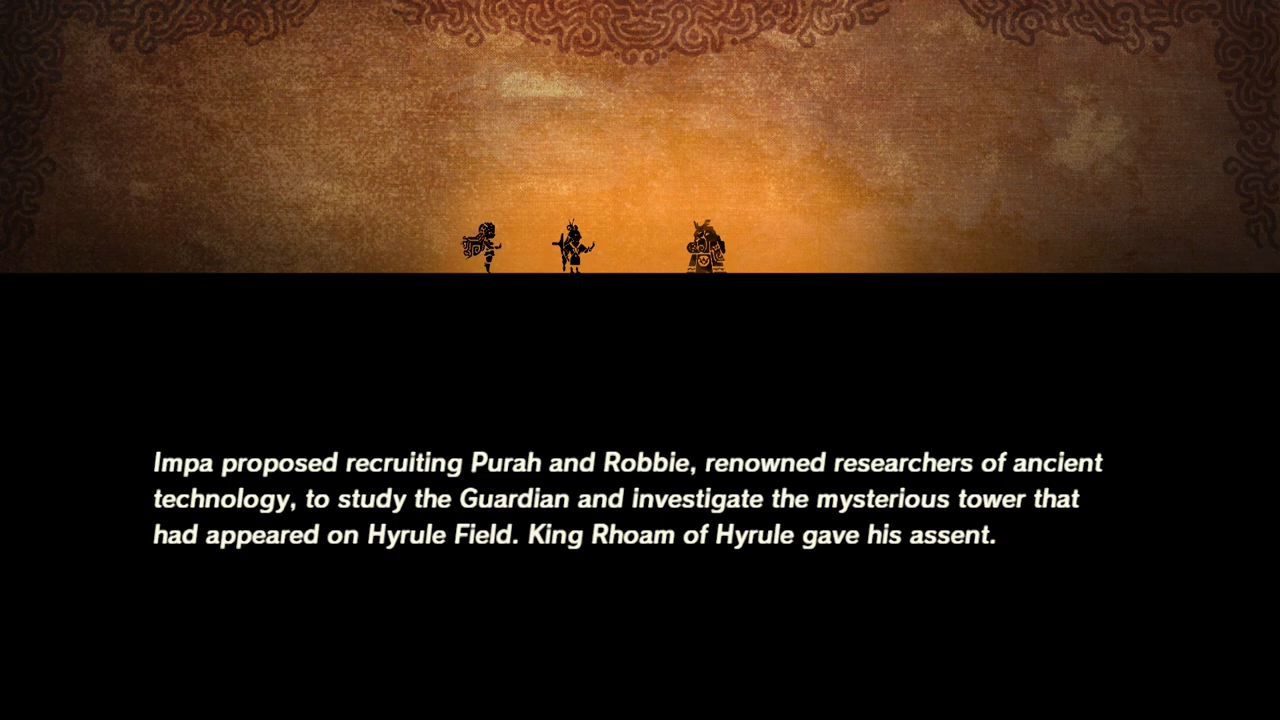 Impa proposed recruiting Purah and Robbie, renowned researchers of ancient
technology, to study the Guardian and investigate the mysterious tower that
had appeared on Hyrule Field. King Rhoam of Hyrule gave his assent.